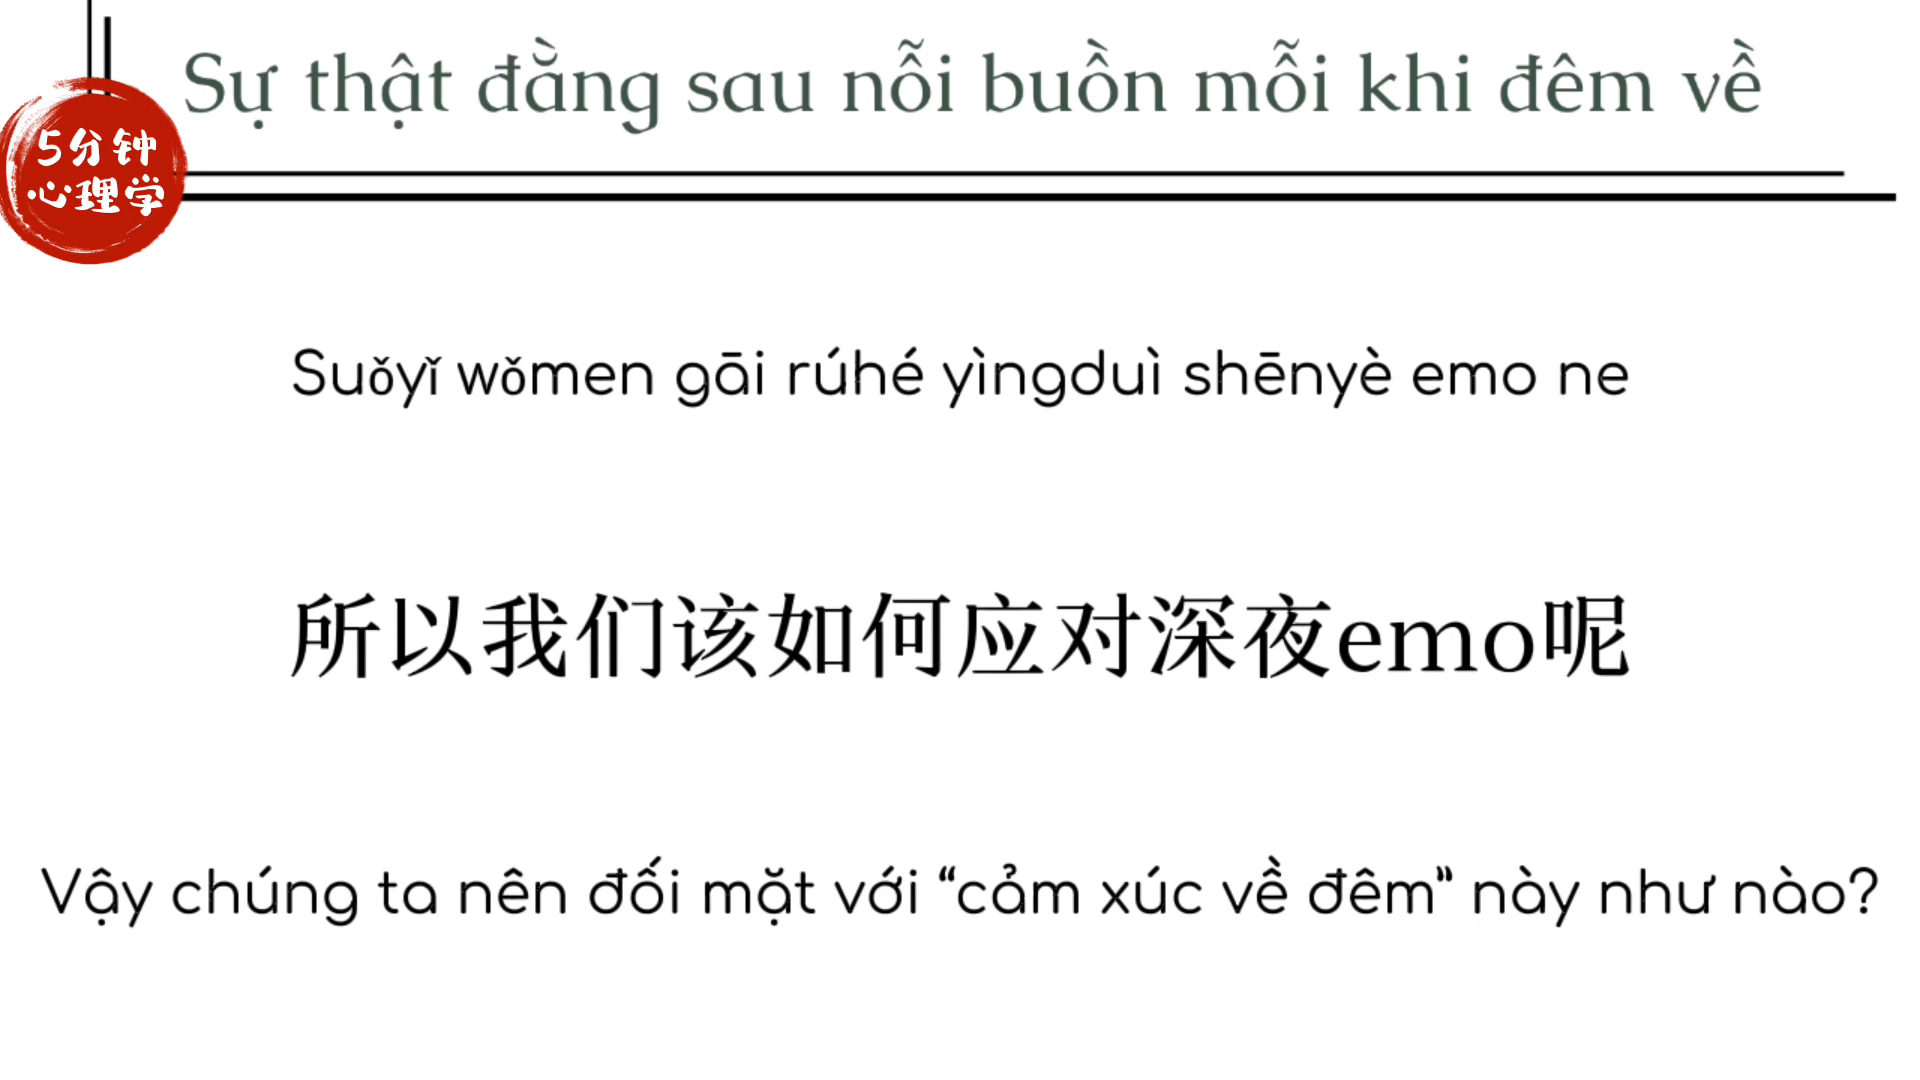 Sự thật đằng sau nỗi buồn mỗi khi đêm về
5分钟
心理学
Suǒyǐ wǒmen gāi rúhé yìngduì shēnyè emo ne
所以我们该如何应对深夜emo呢
Vậy chúng ta nên đối mặt với “cảm xúc về đêm” này như nào?